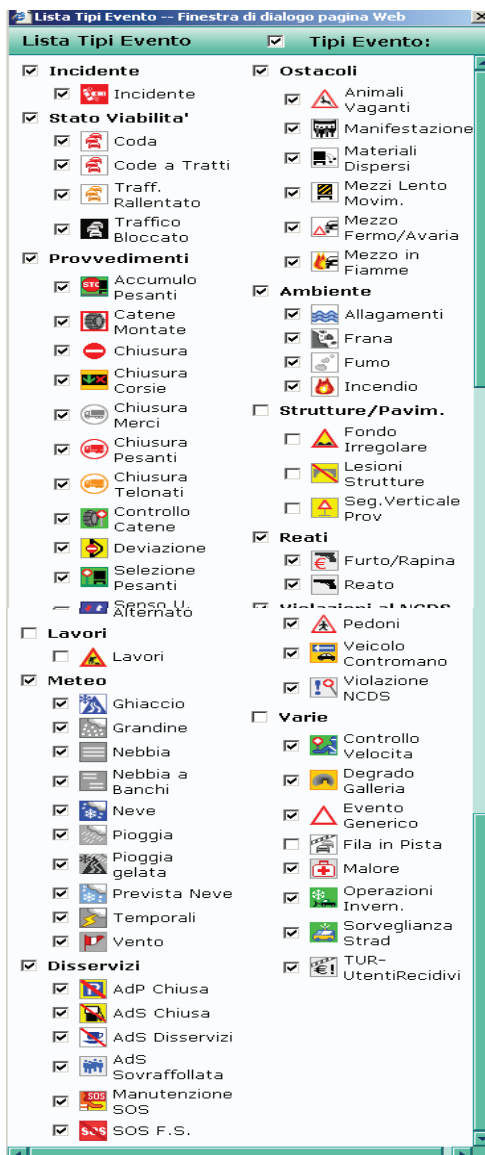 Lista Tipi Evento -- Finestra di dialogo pagina Web
Lista Tipi Evento
Tipi Evento:
Incidente
Incidente
Stato Viabilita'
Coda
Code a Tratti
Traff.
Rallentato
Traffico
Bloccato
Provvedimenti
Accumulo
Pesanti
Catene
Montate
Chiusura
Chiusura
Corsie
Chiusura
Merci
Chiusura
Pesanti
Chiusura
Telonati
Controllo
Catene
Deviazione
Selezione
Pesanti
Senso U.
Alternato
Lavori
Lavori
Meteo
Ghiaccio
Grandine
Nebbia
Nebbia a
Banchi
Neve
Pioggia
Pioggia
gelata
Prevista Neve
Temporali
Vento
Disservizi
AdP Chiusa
AdS Chiusa
AdS Disservizi
AdS
Sovraffollata
SOS
Manutenzione
SOS
SOS
SOS F.S.
Ostacoli
Animali
Vaganti
Manifestazione
Materiali
Dispersi
Mezzi Lento
Movim.
Mezzo
Fermo/Avaria
Mezzo in
Fiamme
Ambiente
Allagamenti
Frana
Fumo
Incendio
Strutture/Pavim.
Fondo
Irregolare
Lesioni
Strutture
Seg.Verticale
Prov
Reati
Furto/Rapina
Reato
Violazioni al NCDS
Pedoni
Veicolo
Contromano
Violazione
NCDS
Varie
Controllo
Velocita
Degrado
Galleria
Evento
Generico
Fila in Pista
Malore
Operazioni
Invern.
Sorveglianza
Strad
TUR-
UtentiRecidivi